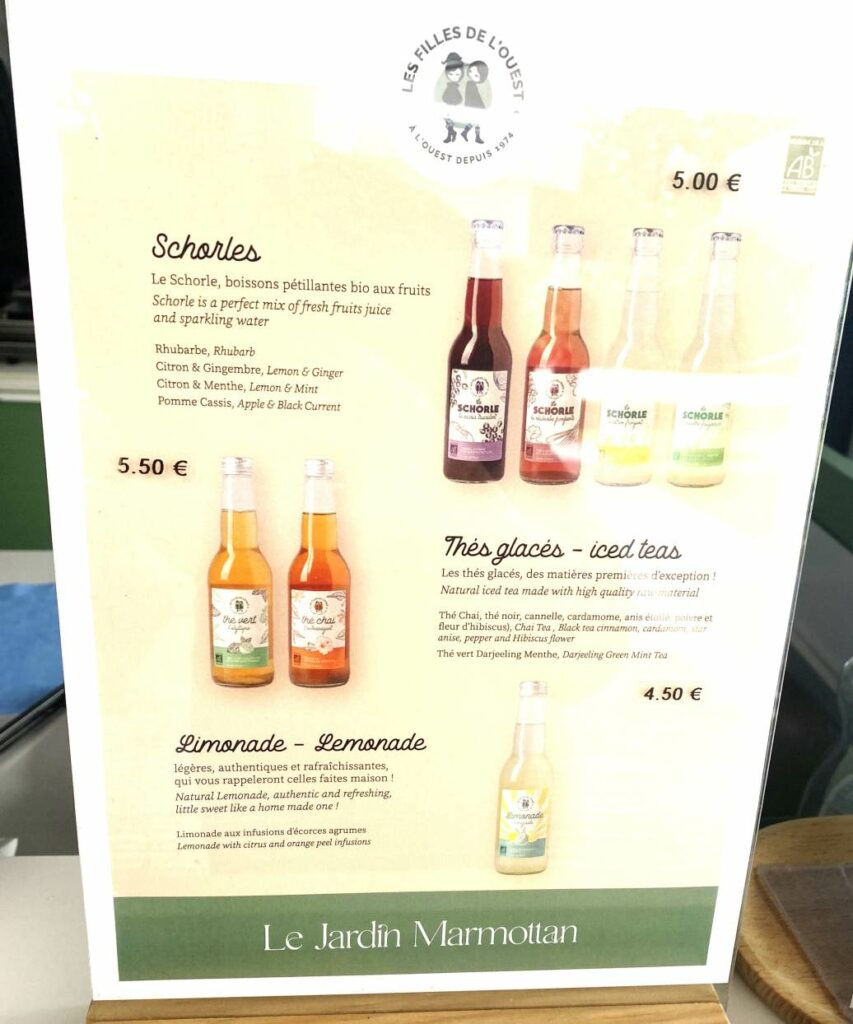 LES FILLES DE L'OUEST
À L'OUEST DEPUIS 1974
AB
5.00 €
Schorles
Le Schorle, boissons pétillantes bio aux fruits
Schorle is a perfect mix of fresh fruits juice
and sparkling water
Rhubarbe, Rhubarb
Citron & Gingembre, Lemon & Ginger
Citron & Menthe, Lemon & Mint
Pomme Cassis, Apple & Black Current
le SCHORLE
le SCHORLE
le SCHORLE
le SCHORLE
5.50 €
thé vert
thé chaï
Thés glacés - iced teas
Les thés glacés, des matières premières d'exception !
Natural iced tea made with high quality raw material
Thé Chai, thé noir, cannelle, cardamome, anis étoilé, poivre et
fleur d'hibiscus), Chai Tea , Black tea cinnamon, cardamom, star
anise, pepper and Hibiscus flower
Thé vert Darjeeling Menthe, Darjeeling Green Mint Tea
4.50 €
Limonade - Lemonade
légères, authentiques et rafraîchissantes,
qui vous rappeleront celles faites maison !
Natural Lemonade, authentic and refreshing,
little sweet like a home made one !
Limonade aux infusions d'écorces agrumes
Lemonade with citrus and orange peel infusions
Limonade
Le Jardin Marmottan